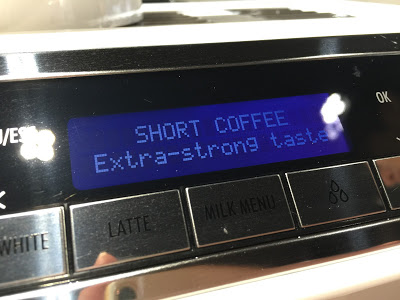 OK
SHORT COFFEE
Extra-strong taste
WHITE
LATTE
MILK MENU